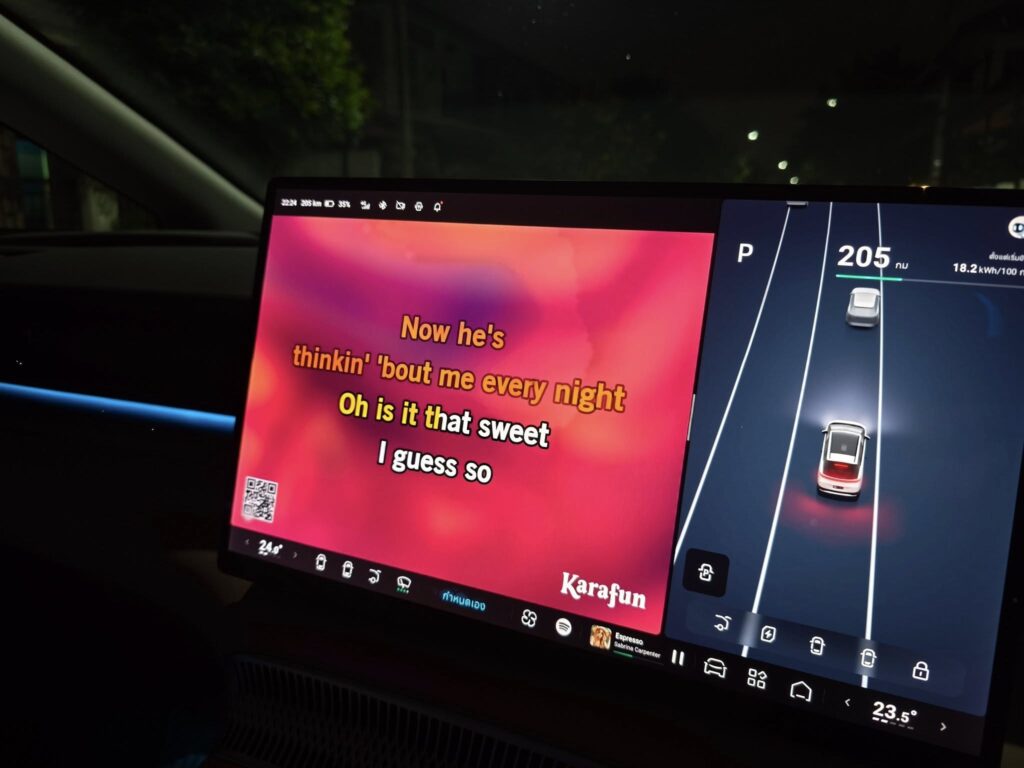 22:24 205 km 35%
Now he's
thinkin' 'bout me every night
Oh is it that sweet
I guess so
Karafun
24.0°
กำหนดเอง
Espresso
Sabrina Carpenter
P
205 กม
18.2 kWh/100
P
23.5°